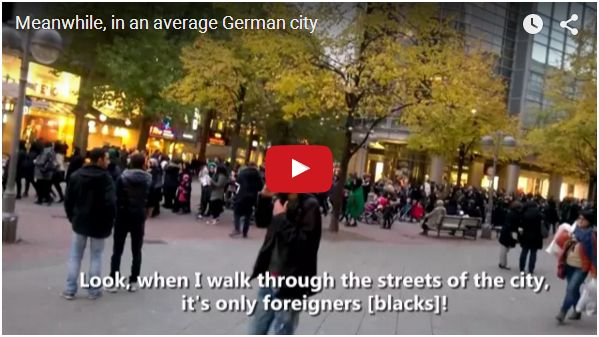 Meanwhile, in an average German city
Look, when I walk through the streets of the city,
it's only foreigners [blacks]!